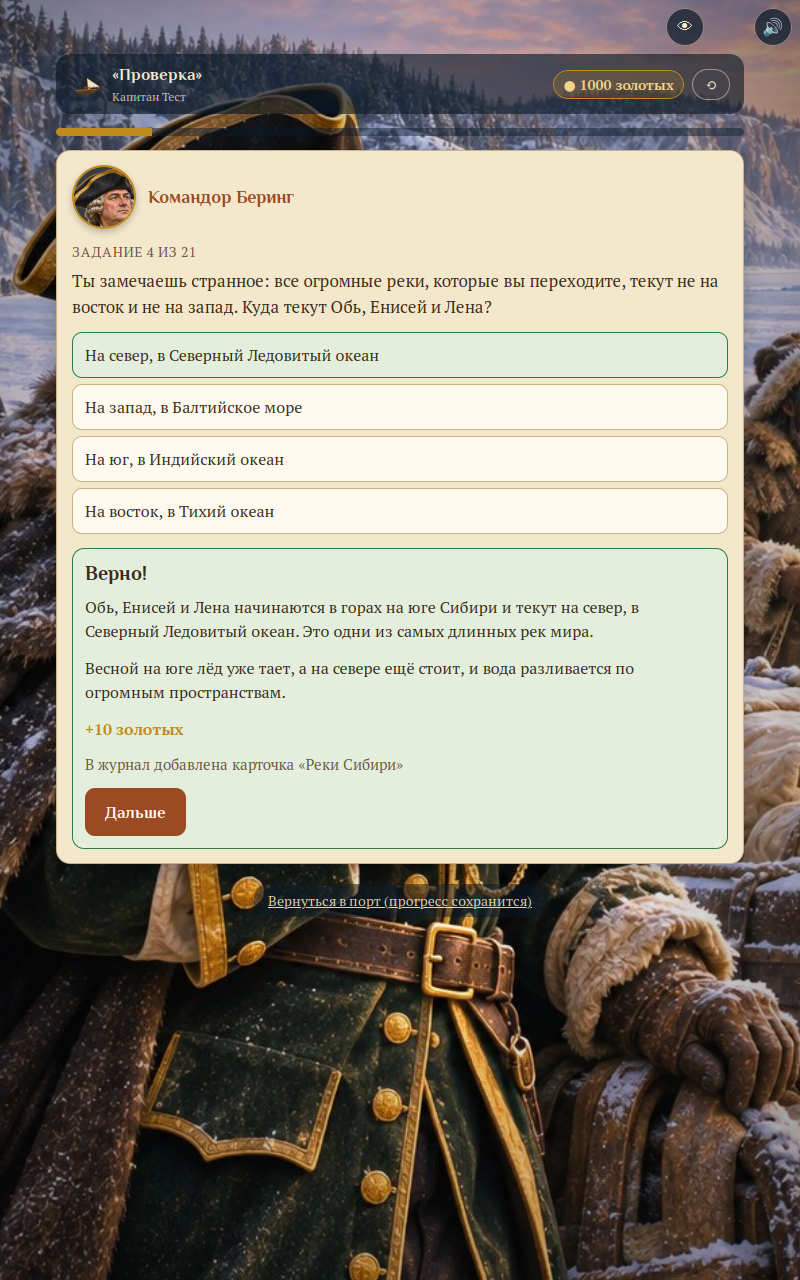 «Проверка»
Капитан Тест
1000 золотых
Командор Беринг
ЗАДАНИЕ 4 ИЗ 21
Ты замечаешь странное: все огромные реки, которые вы переходите, текут не на
восток и не на запад. Куда текут Обь, Енисей и Лена?
На север, в Северный Ледовитый океан
На запад, в Балтийское море
На юг, в Индийский океан
На восток, в Тихий океан
Верно!
Обь, Енисей и Лена начинаются в горах на юге Сибири и текут на север, в
Северный Ледовитый океан. Это одни из самых длинных рек мира.
Весной на юге лёд уже тает, а на севере ещё стоит, и вода разливается по
огромным пространствам.
+10 золотых
В журнал добавлена карточка «Реки Сибири»
Дальше
Вернуться в порт (прогресс сохранится)